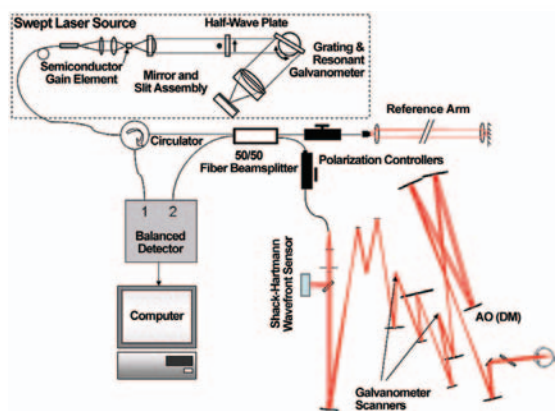 Swept Laser Source
Half-Wave Plate
Semiconductor
Gain Element
Mirror and
Slit Assembly
Grating &
Resonant
Galvanometer
Reference Arm
Circulator
50/50
Fiber Beamsplitter
Polarization Controllers
1 2
Balanced
Detector
Computer
Shack-Hartmann
Wavefront Sensor
AO (DM)
Galvanometer
Scanners